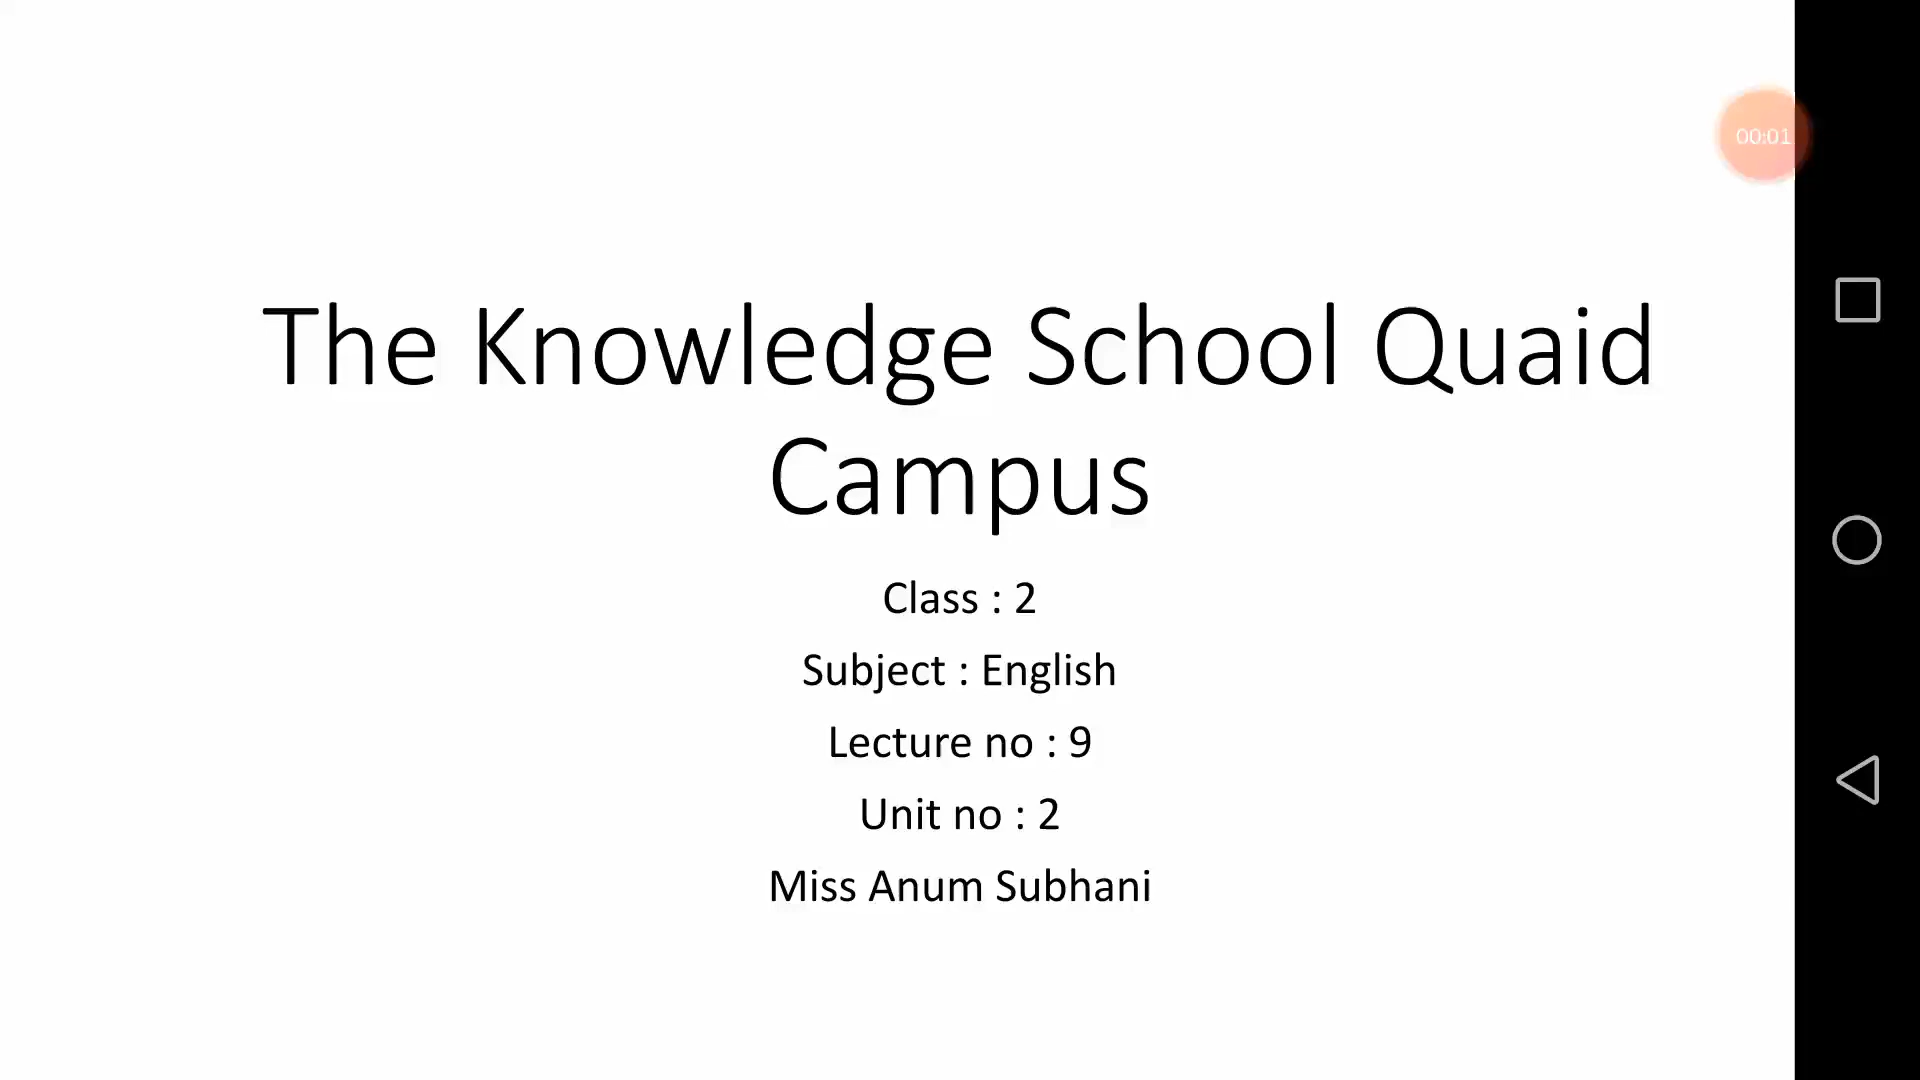 00:01
The Knowledge School Quaid
Campus
Class : 2
Subject : English
Lecture no : 9
Unit no : 2
Miss Anum Subhani